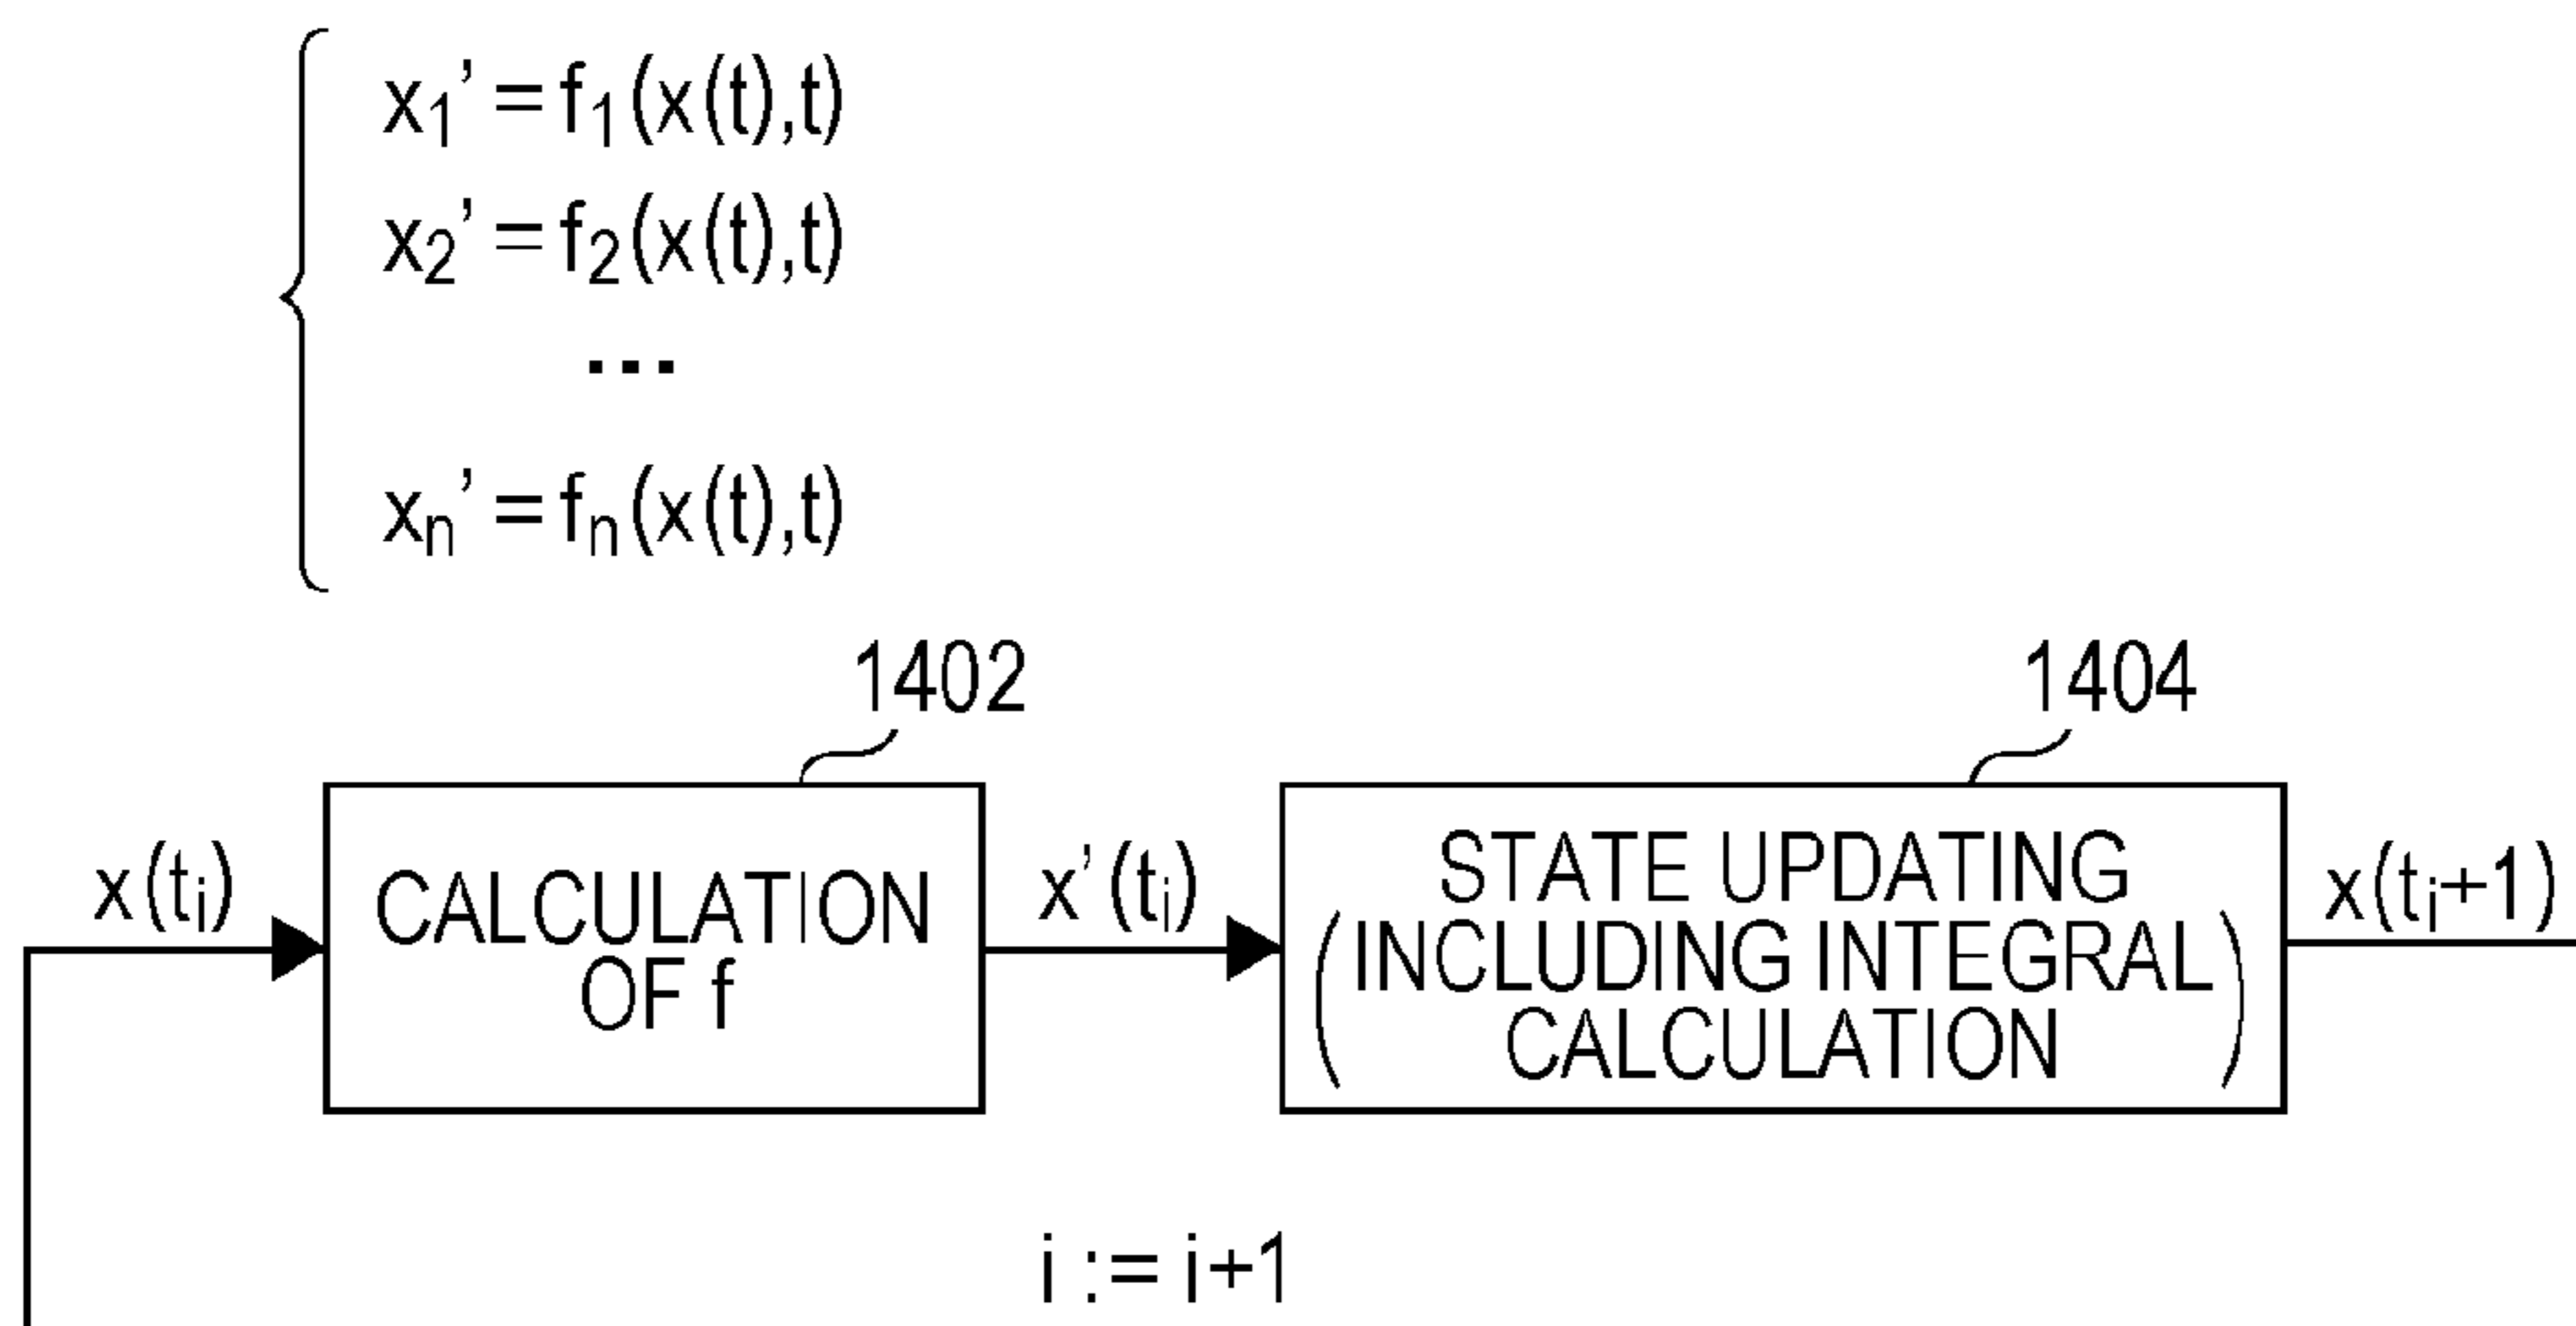 x₁’ = f₁(x(t),t)
x₂’ = f₂(x(t),t)
...
xₙ’ = fₙ(x(t),t)
1402
1404
x(tᵢ)
CALCULATION
OF f
x’(tᵢ)
STATE UPDATING
(INCLUDING INTEGRAL
CALCULATION)
x(tᵢ+1)
i := i+1